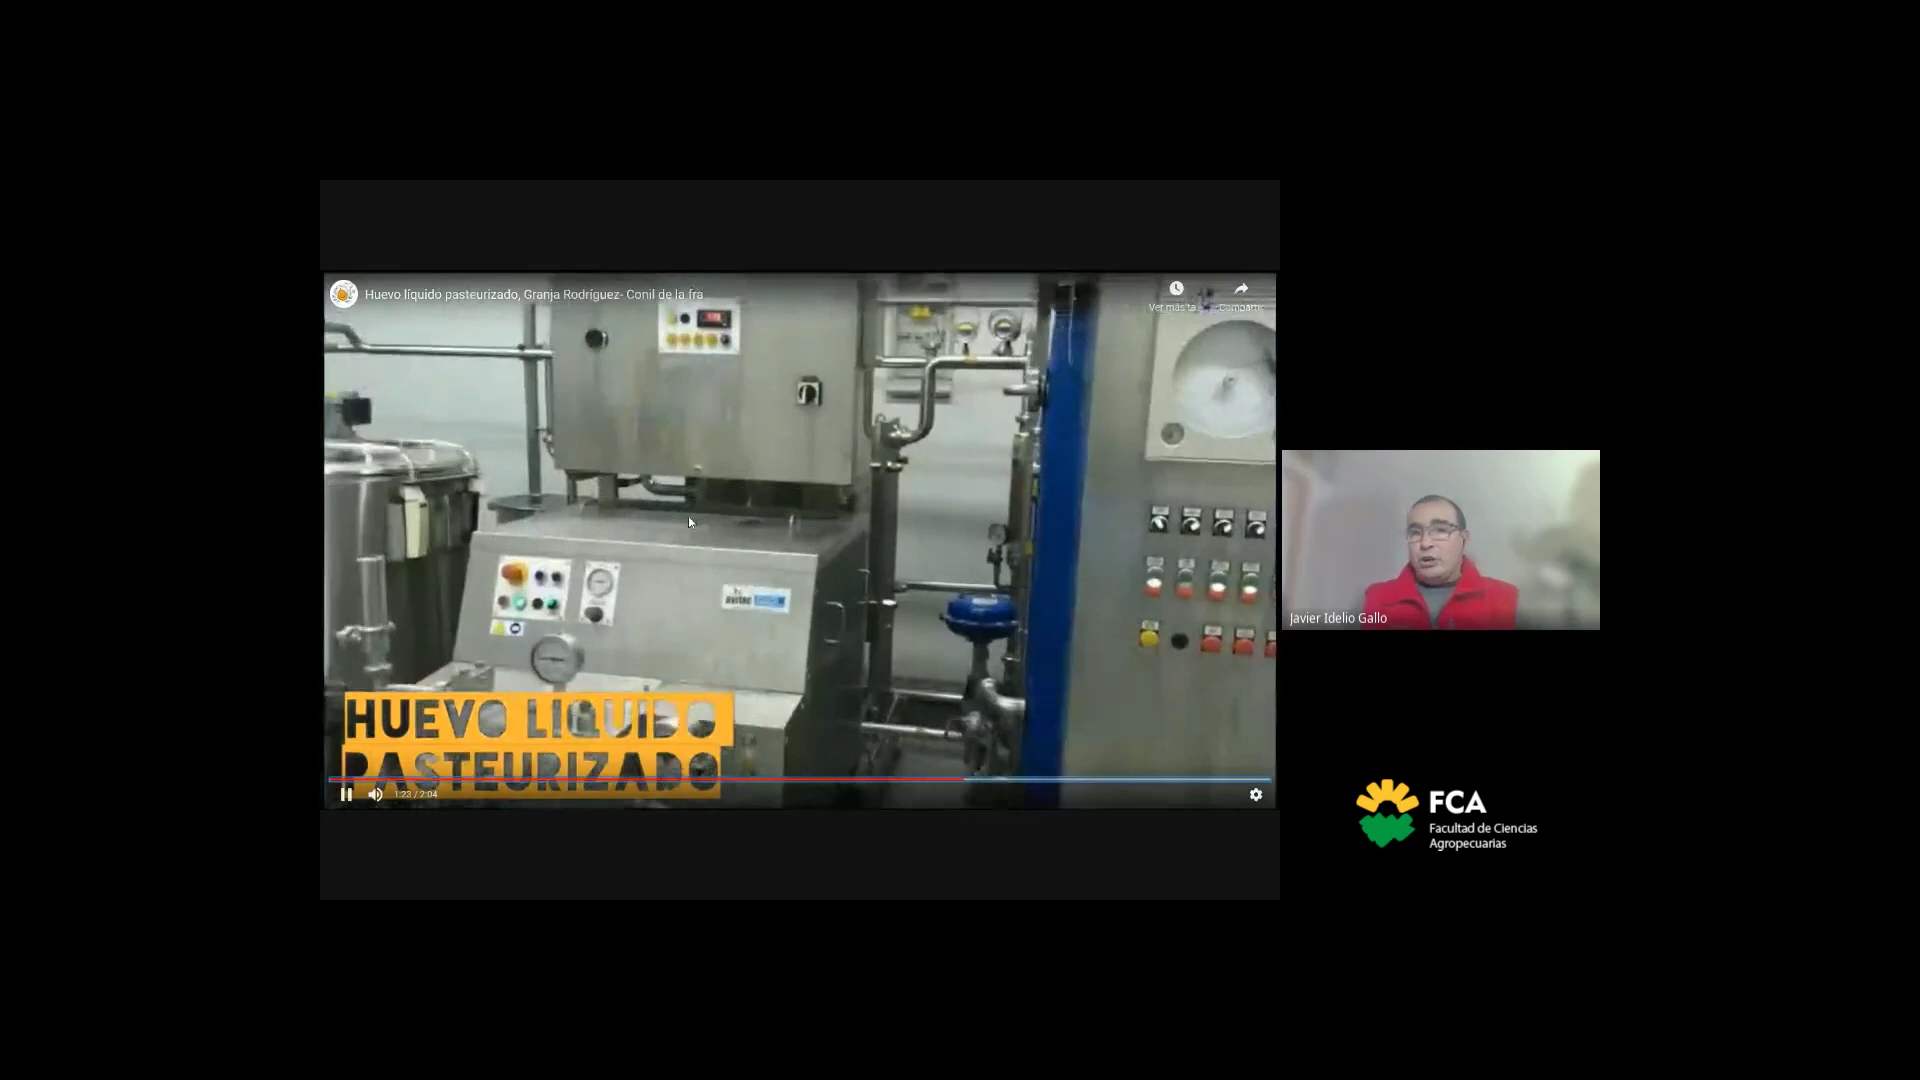 Huevo líquido pasteurizado, Granja Rodríguez- Conil de la fra
Ver más ta
Compartir
HUEVO LIQUIDO
PASTEURIZADO
1:23 / 2:04
Javier Idelio Gallo
FCA
Facultad de Ciencias
Agropecuarias